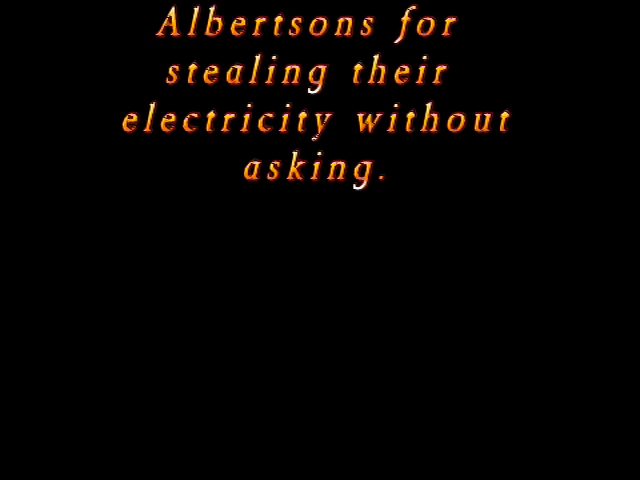 Albertsons for
stealing their
electricity without
asking.